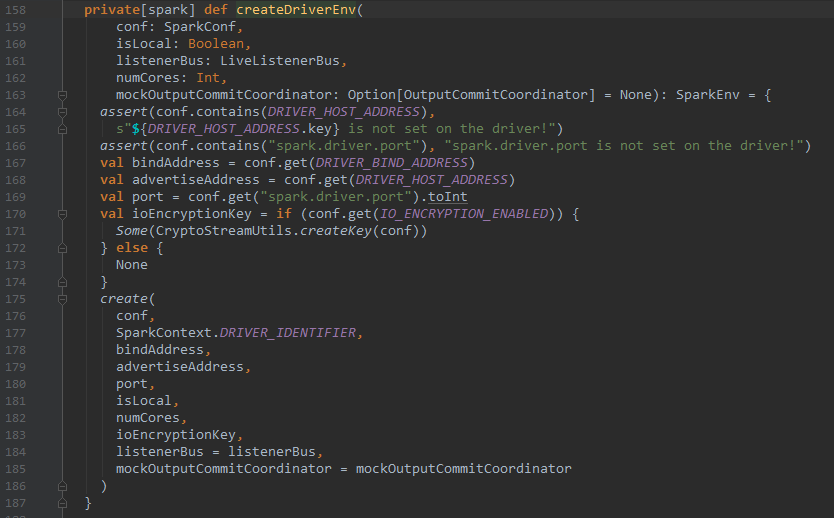 158 private[spark] def createDriverEnv(
159 conf: SparkConf,
160 isLocal: Boolean,
161 listenerBus: LiveListenerBus,
162 numCores: Int,
163 mockOutputCommitCoordinator: Option[OutputCommitCoordinator] = None): SparkEnv = {
164 assert(conf.contains(DRIVER_HOST_ADDRESS),
165 s"${DRIVER_HOST_ADDRESS.key} is not set on the driver!")
166 assert(conf.contains("spark.driver.port"), "spark.driver.port is not set on the driver!")
167 val bindAddress = conf.get(DRIVER_BIND_ADDRESS)
168 val advertiseAddress = conf.get(DRIVER_HOST_ADDRESS)
169 val port = conf.get("spark.driver.port").toInt
170 val ioEncryptionKey = if (conf.get(IO_ENCRYPTION_ENABLED)) {
171 Some(CryptoStreamUtils.createKey(conf))
172 } else {
173 None
174 }
175 create(
176 conf,
177 SparkContext.DRIVER_IDENTIFIER,
178 bindAddress,
179 advertiseAddress,
180 port,
181 isLocal,
182 numCores,
183 ioEncryptionKey,
184 listenerBus = listenerBus,
185 mockOutputCommitCoordinator = mockOutputCommitCoordinator
186 )
187 }